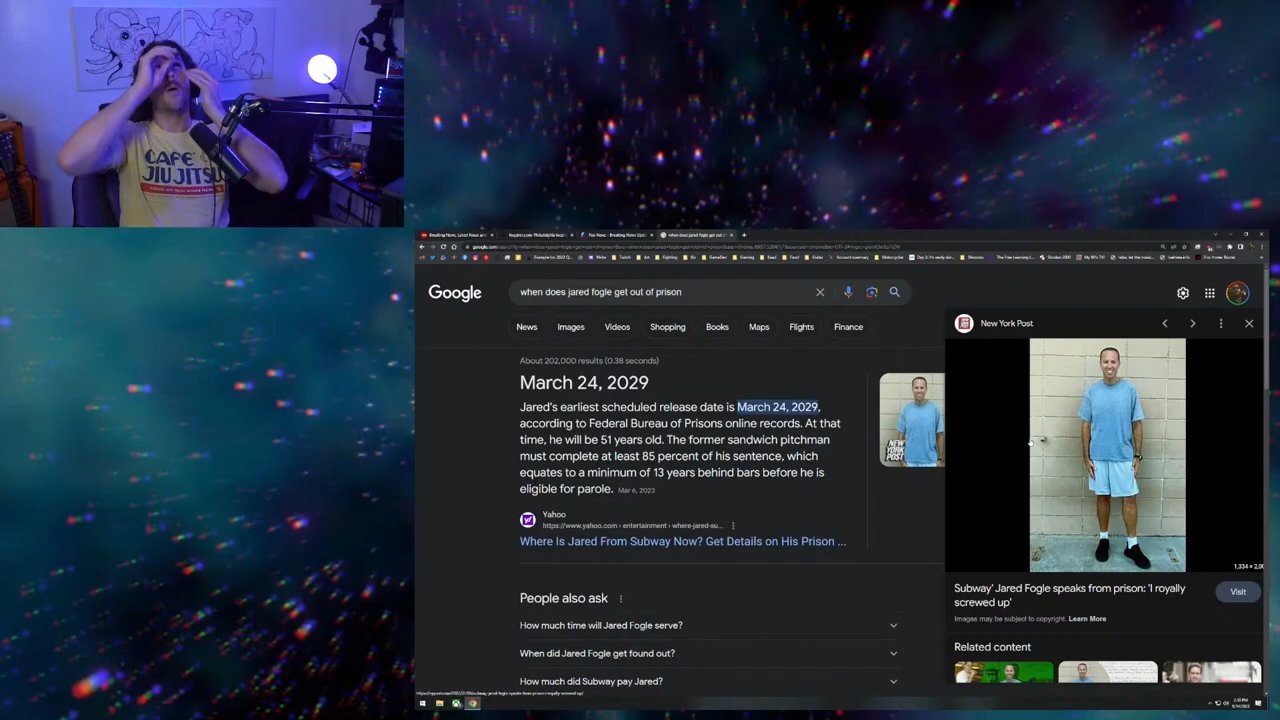 CAFE
JIUJITSU
Google
when does jared fogle get out of prison
News
Images
Videos
Shopping
Books
Maps
Flights
Finance
About 202,000 results (0.38 seconds)
March 24, 2029
Jared's earliest scheduled release date is March 24, 2029,
according to Federal Bureau of Prisons online records. At that
time, he will be 51 years old. The former sandwich pitchman
must complete at least 85 percent of his sentence, which
equates to a minimum of 13 years behind bars before he is
eligible for parole. Mar 6, 2023
Yahoo
https://www.yahoo.com › entertainment › where-jared-su...
Where Is Jared From Subway Now? Get Details on His Prison ...
People also ask
How much time will Jared Fogle serve?
When did Jared Fogle get found out?
How much did Subway pay Jared?
NEW
YORK
POST
New York Post
1,334 × 2,00
Subway' Jared Fogle speaks from prison: 'I royally
screwed up'
Visit
Images may be subject to copyright. Learn More
Related content